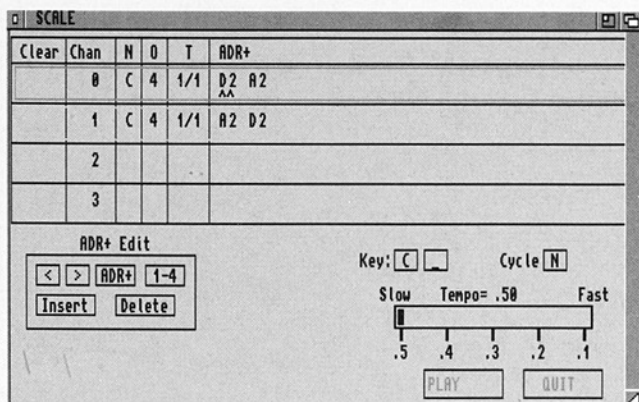 SCALE
Clear Chan N O T ADR+
0 C 4 1/1 D2 A2
^^
1 C 4 1/1 A2 D2
2
3
ADR+ Edit
< > ADR+ 1-4
Insert Delete
Key: C _ Cycle N
Slow Tempo= .50 Fast
.5 .4 .3 .2 .1
PLAY QUIT